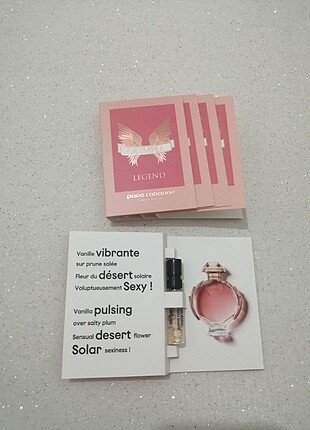 OLYMPÉA
LEGEND
paco rabanne
Vanille vibrante
sur prune salée
Fleur du désert solaire
Voluptueusement Sexy !
Vanilla pulsing
over salty plum
Sensual desert flower
Solar sexiness !